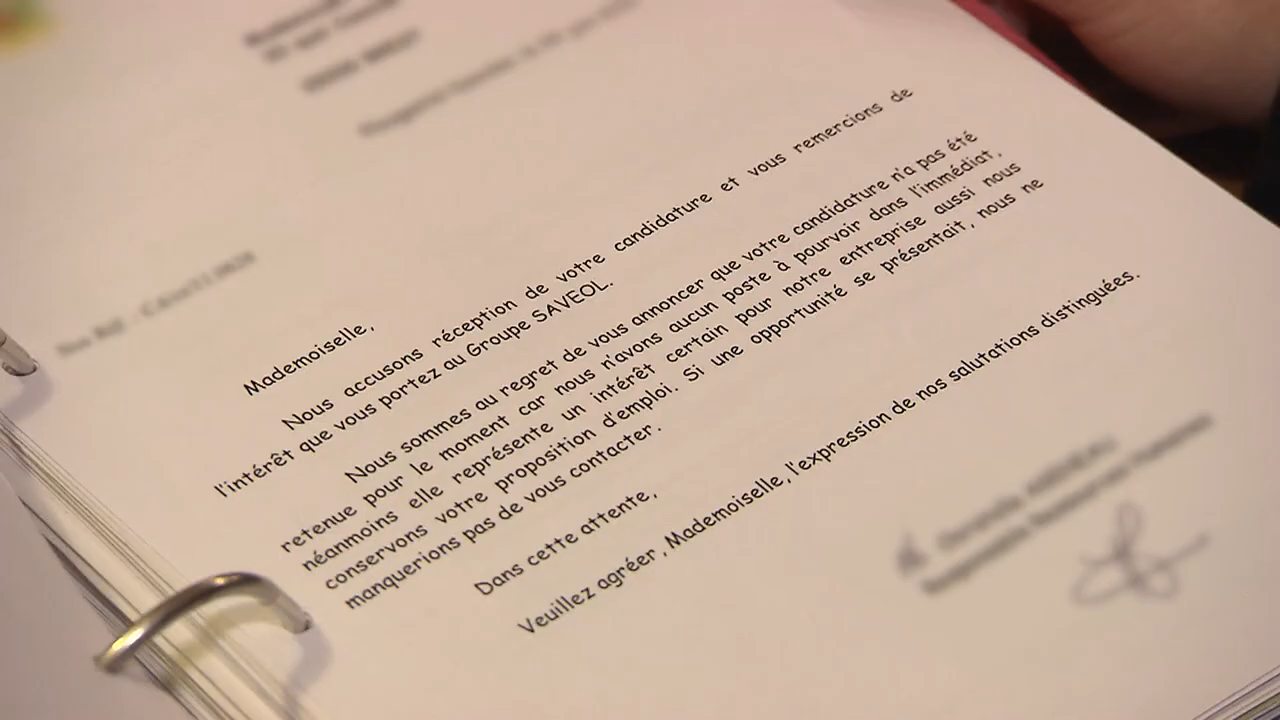 Mademoiselle,
Nous accusons réception de votre candidature et vous remercions de
l'intérêt que vous portez au Groupe SAVEOL.
Nous sommes au regret de vous annoncer que votre candidature n'a pas été
retenue pour le moment car nous n'avons aucun poste à pourvoir dans l'immédiat,
néanmoins elle représente un intérêt certain pour notre entreprise aussi nous
conservons votre proposition d'emploi. Si une opportunité se présentait, nous ne
manquerions pas de vous contacter.
Dans cette attente,
Veuillez agréer, Mademoiselle, l'expression de nos salutations distinguées.